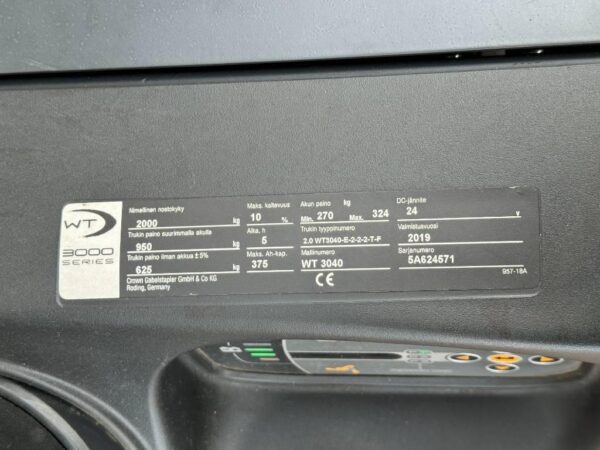 WT
3000
SERIES
Nimellinen nostokyky
2000 kg
Trukin paino suurimmalla akulla
950 kg
Trukin paino ilman akkua ± 5%
625 kg
Crown Gabelstapler GmbH & Co KG
Roding, Germany
Maks. kaltevuus
10 %
Aika, h
5
Maks. Ah-kap.
375
Akun paino kg
Min. 270 Max. 324
Trukin tyyppinumero
2.0 WT3040-E-2-2-2-T-F
Mallinumero
WT 3040
CE
DC-jännite
24 V
Valmistusvuosi
2019
Sarjanumero
5A624571
957-18A